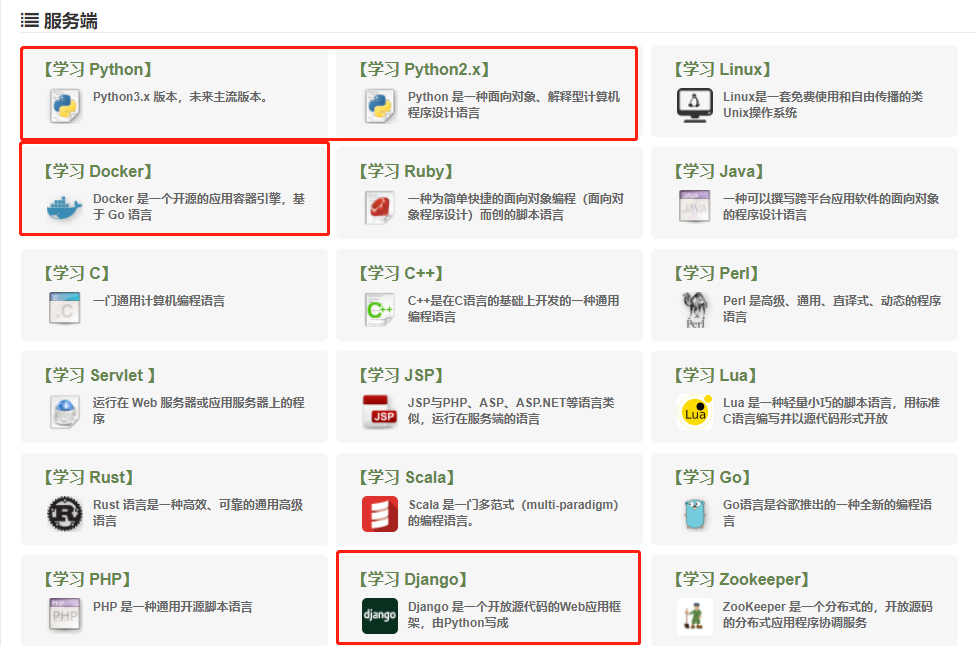 服务端
【学习 Python】
Python3.x 版本，未来主流版本。
【学习 Python2.x】
Python 是一种面向对象、解释型计算机
程序设计语言
【学习 Linux】
Linux是一套免费使用和自由传播的类
Unix操作系统
【学习 Docker】
Docker 是一个开源的应用容器引擎，基
于 Go 语言
【学习 Ruby】
一种为简单快捷的面向对象编程（面向对
象程序设计）而创的脚本语言
【学习 Java】
JAVA
JAVA
一种可以撰写跨平台应用软件的面向对象
的程序设计语言
【学习 C】
.C
一门通用计算机编程语言
【学习 C++】
C++
C++是在C语言的基础上开发的一种通用
编程语言
【学习 Perl】
Perl
Perl 是高级、通用、直译式、动态的程序
语言
【学习 Servlet 】
运行在 Web 服务器或应用服务器上的程
序
【学习 JSP】
JSP
JSP与PHP、ASP、ASP.NET等语言类
似，运行在服务端的语言
【学习 Lua】
Lua
Lua 是一种轻量小巧的脚本语言，用标准
C语言编写并以源代码形式开放
【学习 Rust】
R
Rust 语言是一种高效、可靠的通用高级
语言
【学习 Scala】
Scala 是一门多范式（multi-paradigm）
的编程语言。
【学习 Go】
Go语言是谷歌推出的一种全新的编程语
言
【学习 PHP】
PHP
PHP
PHP 是一种通用开源脚本语言
【学习 Django】
django
Django 是一个开放源代码的Web应用框
架，由Python写成
【学习 Zookeeper】
ZooKeeper 是一个分布式的，开放源码
的分布式应用程序协调服务